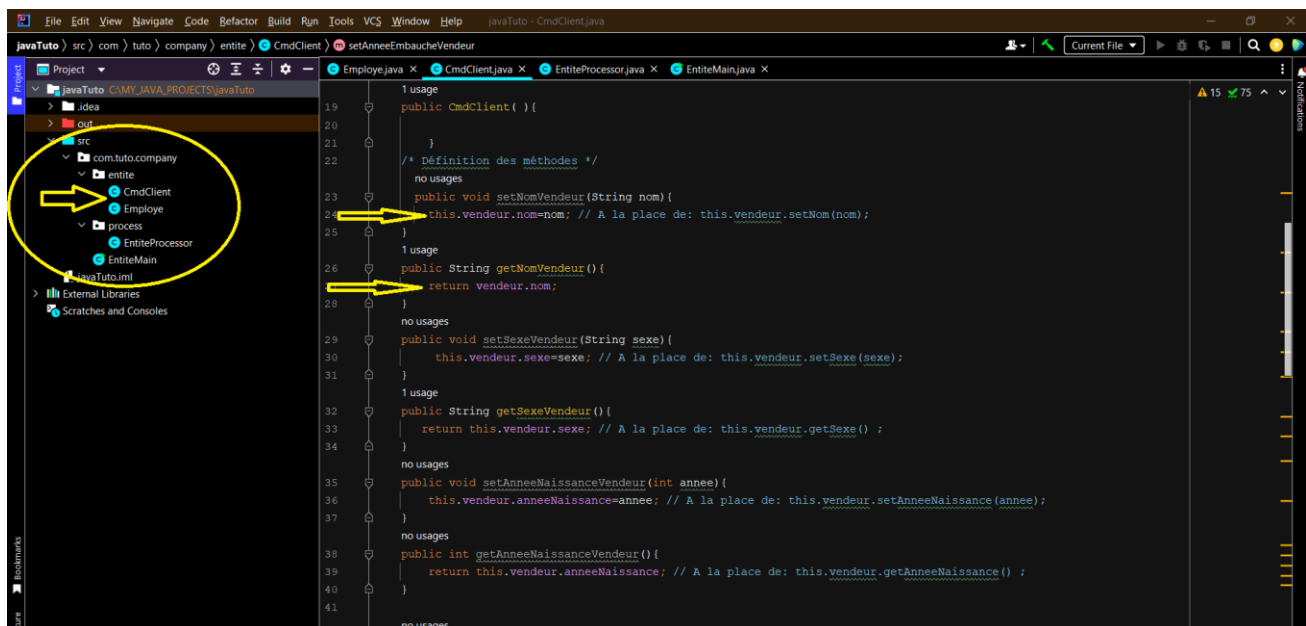 File Edit View Navigate Code Refactor Build Run Tools VCS Window Help javaTuto - CmdClient.java
javaTuto 〉 src 〉 com 〉 tuto 〉 company 〉 entite 〉 C CmdClient 〉 m setAnneeEmbaucheVendeur Current File
Project
Employe.java × CmdClient.java × EntiteProcessor.java × EntiteMain.java ×
Project
Notifications
Bookmarks
javaTuto C:\MY_JAVA_PROJECTS\javaTuto
.idea
out
src
com.tuto.company
entite
CmdClient
Employe
process
EntiteProcessor
EntiteMain
javaTuto.iml
External Libraries
Scratches and Consoles
15 75
1 usage
19 public CmdClient( ){
20
21 }
22 /* Définition des méthodes */
no usages
23 public void setNomVendeur(String nom){
24 this.vendeur.nom=nom; // A la place de: this.vendeur.setNom(nom);
25 }
1 usage
26 public String getNomVendeur(){
return vendeur.nom;
28 }
no usages
29 public void setSexeVendeur(String sexe){
30 this.vendeur.sexe=sexe; // A la place de: this.vendeur.setSexe(sexe);
31 }
1 usage
32 public String getSexeVendeur(){
33 return this.vendeur.sexe; // A la place de: this.vendeur.getSexe() ;
34 }
no usages
35 public void setAnneeNaissanceVendeur(int annee){
36 this.vendeur.anneeNaissance=annee; // A la place de: this.vendeur.setAnneeNaissance(annee);
37 }
no usages
38 public int getAnneeNaissanceVendeur(){
39 return this.vendeur.anneeNaissance; // A la place de: this.vendeur.getAnneeNaissance() ;
40 }
41
no usages